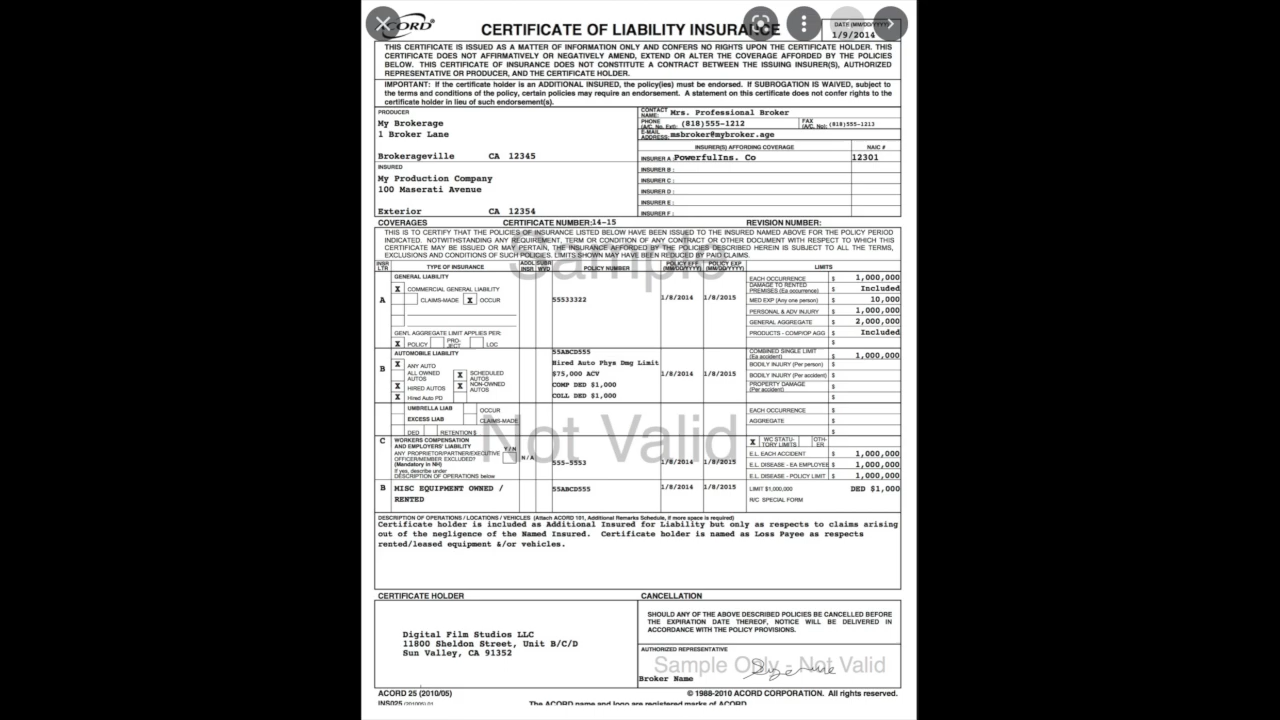 ACORD
CERTIFICATE OF LIABILITY INSURANCE
DATE (MM/DD/YYYY)
1/9/2014
THIS CERTIFICATE IS ISSUED AS A MATTER OF INFORMATION ONLY AND CONFERS NO RIGHTS UPON THE CERTIFICATE HOLDER. THIS
CERTIFICATE DOES NOT AFFIRMATIVELY OR NEGATIVELY AMEND, EXTEND OR ALTER THE COVERAGE AFFORDED BY THE POLICIES
BELOW. THIS CERTIFICATE OF INSURANCE DOES NOT CONSTITUTE A CONTRACT BETWEEN THE ISSUING INSURER(S), AUTHORIZED
REPRESENTATIVE OR PRODUCER, AND THE CERTIFICATE HOLDER.
IMPORTANT: If the certificate holder is an ADDITIONAL INSURED, the policy(ies) must be endorsed. If SUBROGATION IS WAIVED, subject to
the terms and conditions of the policy, certain policies may require an endorsement. A statement on this certificate does not confer rights to the
certificate holder in lieu of such endorsement(s).
PRODUCER
My Brokerage
1 Broker Lane
Brokerageville CA 12345
CONTACT NAME: Mrs. Professional Broker
PHONE (A/C, No, Ext): (818)555-1212 FAX (A/C, No): (818)555-1213
E-MAIL ADDRESS: msbroker@mybroker.age
INSURER(S) AFFORDING COVERAGE NAIC #
INSURER A: PowerfulIns. Co 12301
INSURED
My Production Company
100 Maserati Avenue
Exterior CA 12354
INSURER B :
INSURER C :
INSURER D :
INSURER E :
INSURER F :
COVERAGES CERTIFICATE NUMBER:14-15 REVISION NUMBER:
THIS IS TO CERTIFY THAT THE POLICIES OF INSURANCE LISTED BELOW HAVE BEEN ISSUED TO THE INSURED NAMED ABOVE FOR THE POLICY PERIOD
INDICATED. NOTWITHSTANDING ANY REQUIREMENT, TERM OR CONDITION OF ANY CONTRACT OR OTHER DOCUMENT WITH RESPECT TO WHICH THIS
CERTIFICATE MAY BE ISSUED OR MAY PERTAIN, THE INSURANCE AFFORDED BY THE POLICIES DESCRIBED HEREIN IS SUBJECT TO ALL THE TERMS,
EXCLUSIONS AND CONDITIONS OF SUCH POLICIES. LIMITS SHOWN MAY HAVE BEEN REDUCED BY PAID CLAIMS.
Sample
INSR LTR TYPE OF INSURANCE ADDL INSR SUBR WVD POLICY NUMBER POLICY EFF (MM/DD/YYYY) POLICY EXP (MM/DD/YYYY) LIMITS
A
GENERAL LIABILITY
X COMMERCIAL GENERAL LIABILITY
CLAIMS-MADE X OCCUR
GEN'L AGGREGATE LIMIT APPLIES PER:
X POLICY PRO-JECT LOC
55533322 1/8/2014 1/8/2015
EACH OCCURRENCE $ 1,000,000
DAMAGE TO RENTED PREMISES (Ea occurrence) $ Included
MED EXP (Any one person) $ 10,000
PERSONAL & ADV INJURY $ 1,000,000
GENERAL AGGREGATE $ 2,000,000
PRODUCTS - COMP/OP AGG $ Included
$
B
AUTOMOBILE LIABILITY
X ANY AUTO
ALL OWNED AUTOS X SCHEDULED AUTOS
X HIRED AUTOS X NON-OWNED AUTOS
X Hired Auto PD
55ABCD555
Hired Auto Phys Dmg Limit
$75,000 ACV
COMP DED $1,000
COLL DED $1,000
1/8/2014 1/8/2015
COMBINED SINGLE LIMIT (Ea accident) $ 1,000,000
BODILY INJURY (Per person) $
BODILY INJURY (Per accident) $
PROPERTY DAMAGE (Per accident) $
$
UMBRELLA LIAB OCCUR
EXCESS LIAB CLAIMS-MADE
DED RETENTION $
EACH OCCURRENCE $
AGGREGATE $
$
Not Valid
C
WORKERS COMPENSATION
AND EMPLOYERS' LIABILITY Y/N
ANY PROPRIETOR/PARTNER/EXECUTIVE
OFFICER/MEMBER EXCLUDED? N/A
(Mandatory in NH)
If yes, describe under
DESCRIPTION OF OPERATIONS below
555-5553 1/8/2014 1/8/2015
X WC STATU-TORY LIMITS OTH-ER
E.L. EACH ACCIDENT $ 1,000,000
E.L. DISEASE - EA EMPLOYEE $ 1,000,000
E.L. DISEASE - POLICY LIMIT $ 1,000,000
B MISC EQUIPMENT OWNED / 55ABCD555 1/8/2014 1/8/2015 LIMIT $1,000,000 DED $1,000
RENTED R/C SPECIAL FORM
DESCRIPTION OF OPERATIONS / LOCATIONS / VEHICLES (Attach ACORD 101, Additional Remarks Schedule, if more space is required)
Certificate holder is included as Additional Insured for Liability but only as respects to claims arising
out of the negligence of the Named Insured. Certificate holder is named as Loss Payee as respects
rented/leased equipment &/or vehicles.
CERTIFICATE HOLDER
Digital Film Studios LLC
11800 Sheldon Street, Unit B/C/D
Sun Valley, CA 91352
CANCELLATION
SHOULD ANY OF THE ABOVE DESCRIBED POLICIES BE CANCELLED BEFORE
THE EXPIRATION DATE THEREOF, NOTICE WILL BE DELIVERED IN
ACCORDANCE WITH THE POLICY PROVISIONS.
AUTHORIZED REPRESENTATIVE
Sample Only - Not Valid
Broker Name
ACORD 25 (2010/05)
© 1988-2010 ACORD CORPORATION. All rights reserved.
INS025 (201005).01
The ACORD name and logo are registered marks of ACORD